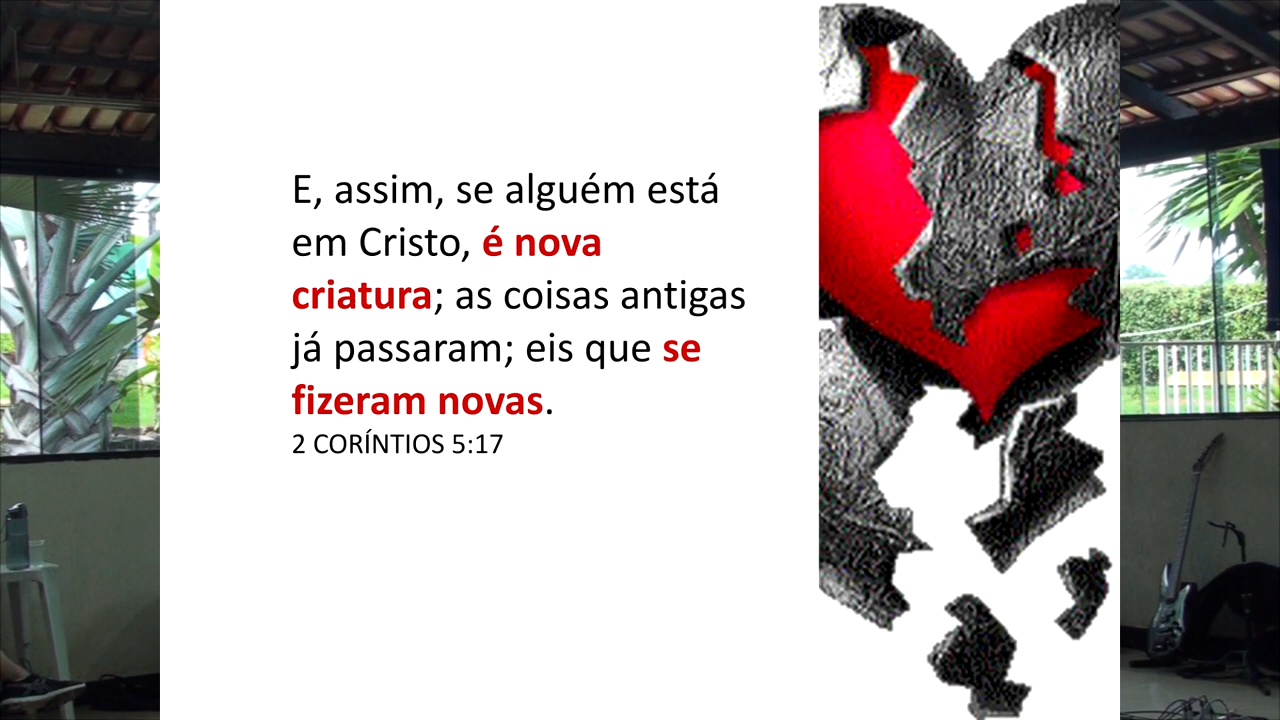 E, assim, se alguém está
em Cristo, é nova
criatura; as coisas antigas
já passaram; eis que se
fizeram novas.
2 CORÍNTIOS 5:17